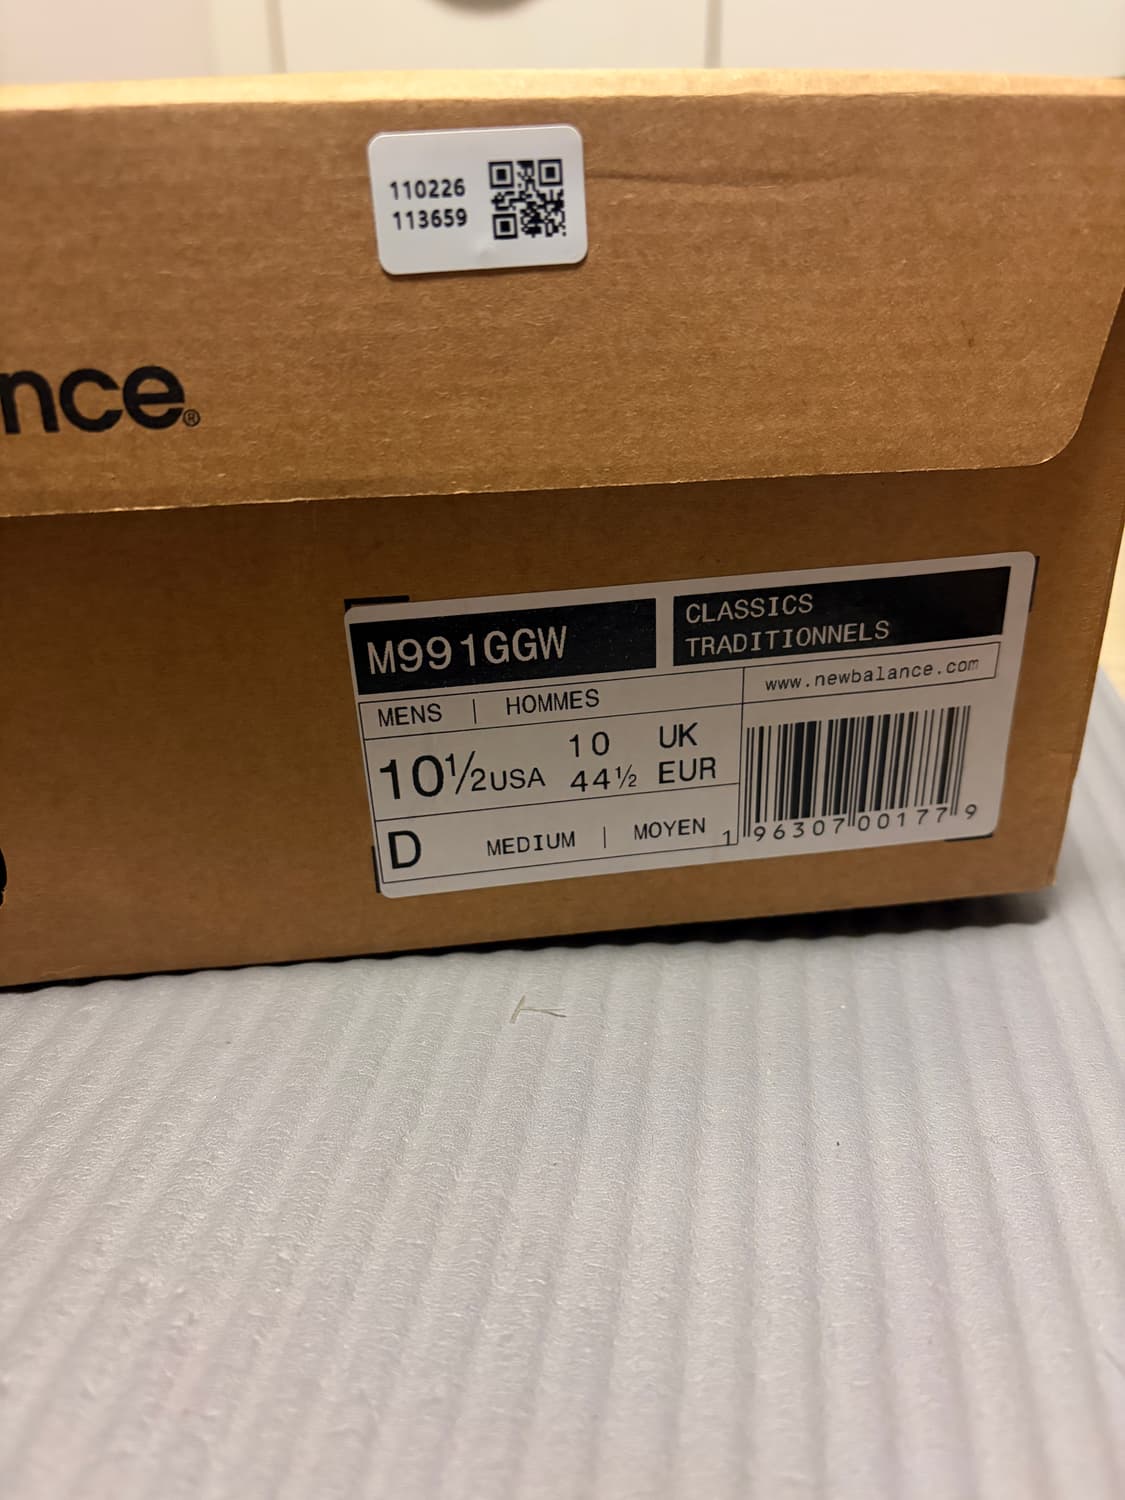 110226
113659
nce®
M991GGW
CLASSICS
TRADITIONNELS
www.newbalance.com
MENS | HOMMES
10½USA 10 UK
44½ EUR
D MEDIUM | MOYEN
1 96307 00177 9